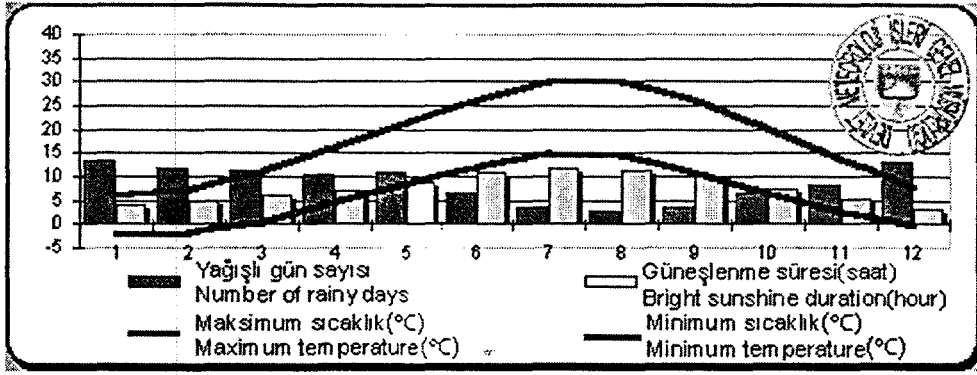 40
35
30
25
20
15
10
5
0
-5
1 2 3 4 5 6 7 8 9 10 11 12
Yağışlı gün sayısı
Number of rainy days
Güneşlenme süresi(saat)
Bright sunshine duration(hour)
Maksimum sıcaklık(°C)
Maximum temperature(°C)
Minimum sıcaklık(°C)
Minimum temperature(°C)